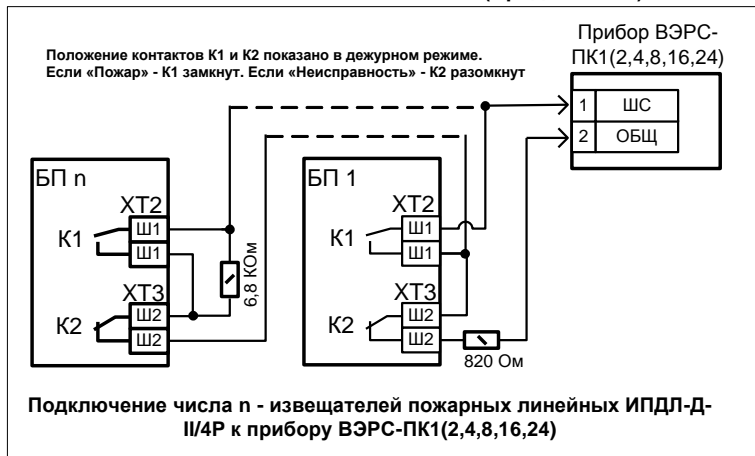 Положение контактов К1 и К2 показано в дежурном режиме.
Если «Пожар» - К1 замкнут. Если «Неисправность» - К2 разомкнут
Прибор ВЭРС-
ПК1(2,4,8,16,24)
1 ШС
2 ОБЩ
БП n
ХТ2
К1
Ш1
Ш1
6,8 КОм
ХТ3
К2
Ш2
Ш2
БП 1
ХТ2
К1
Ш1
Ш1
ХТ3
К2
Ш2
Ш2
820 Ом
Подключение числа n - извещателей пожарных линейных ИПДЛ-Д-
II/4Р к прибору ВЭРС-ПК1(2,4,8,16,24)